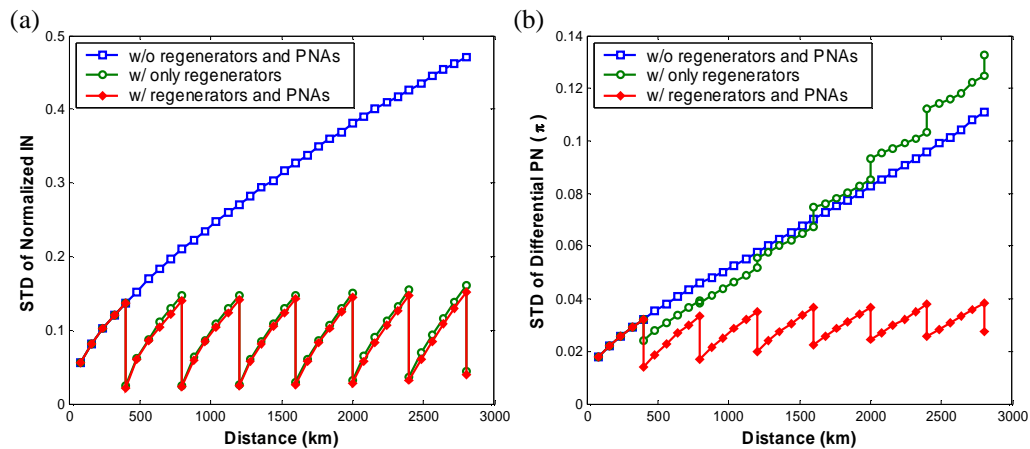 (a)
w/o regenerators and PNAs
w/ only regenerators
w/ regenerators and PNAs
STD of Normalized IN
0.5
0.4
0.3
0.2
0.1
0
0 500 1000 1500 2000 2500 3000
Distance (km)
(b)
w/o regenerators and PNAs
w/ only regenerators
w/ regenerators and PNAs
STD of Differential PN (π)
0.14
0.12
0.1
0.08
0.06
0.04
0.02
0
0 500 1000 1500 2000 2500 3000
Distance (km)